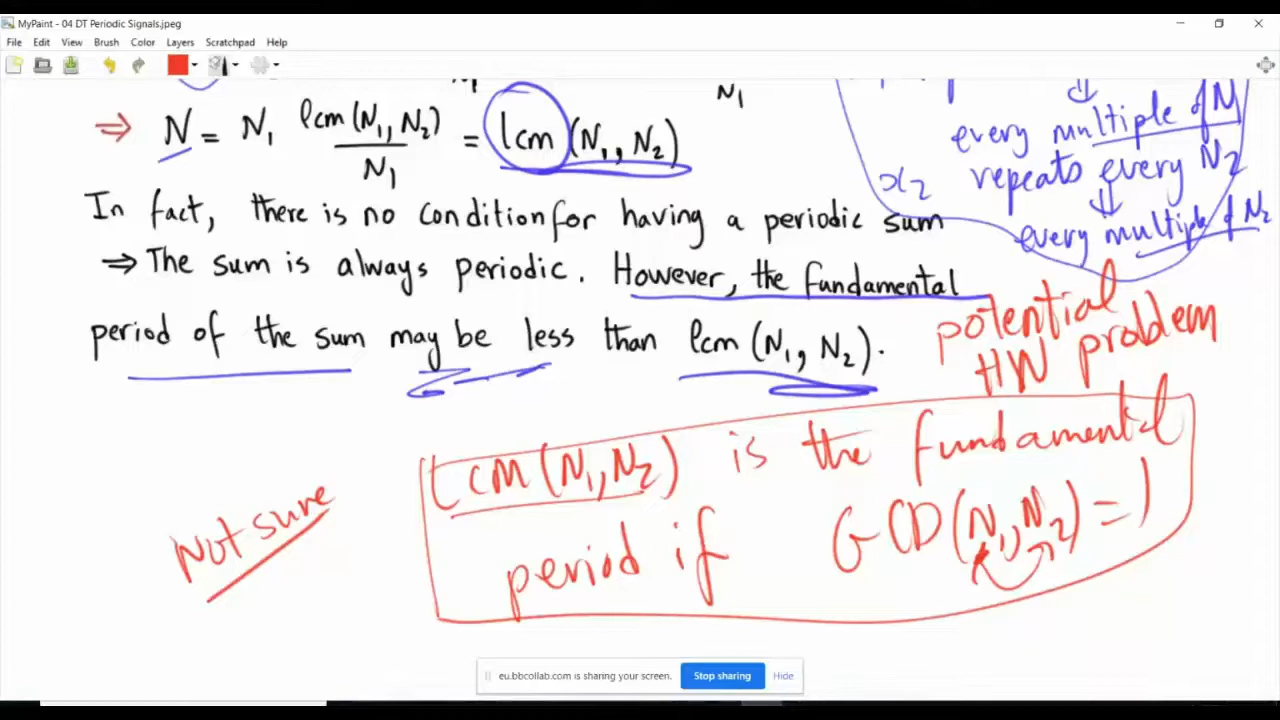 MyPaint - 04 DT Periodic Signals.jpeg
File Edit View Brush Color Layers Scratchpad Help
N1
⇒ N = N1 lcm(N1, N2) / N1 = lcm(N1, N2)
every multiple of N1
x2 repeats every N2
every multiple of N2
In fact, there is no condition for having a periodic sum
⇒ The sum is always periodic. However, the fundamental
period of the sum may be less than lcm(N1, N2).
potential
HW problem
LCM(N1, N2) is the fundamental
period if GCD(N1, N2) = 1
Not sure
eu.bbcollab.com is sharing your screen. Stop sharing Hide